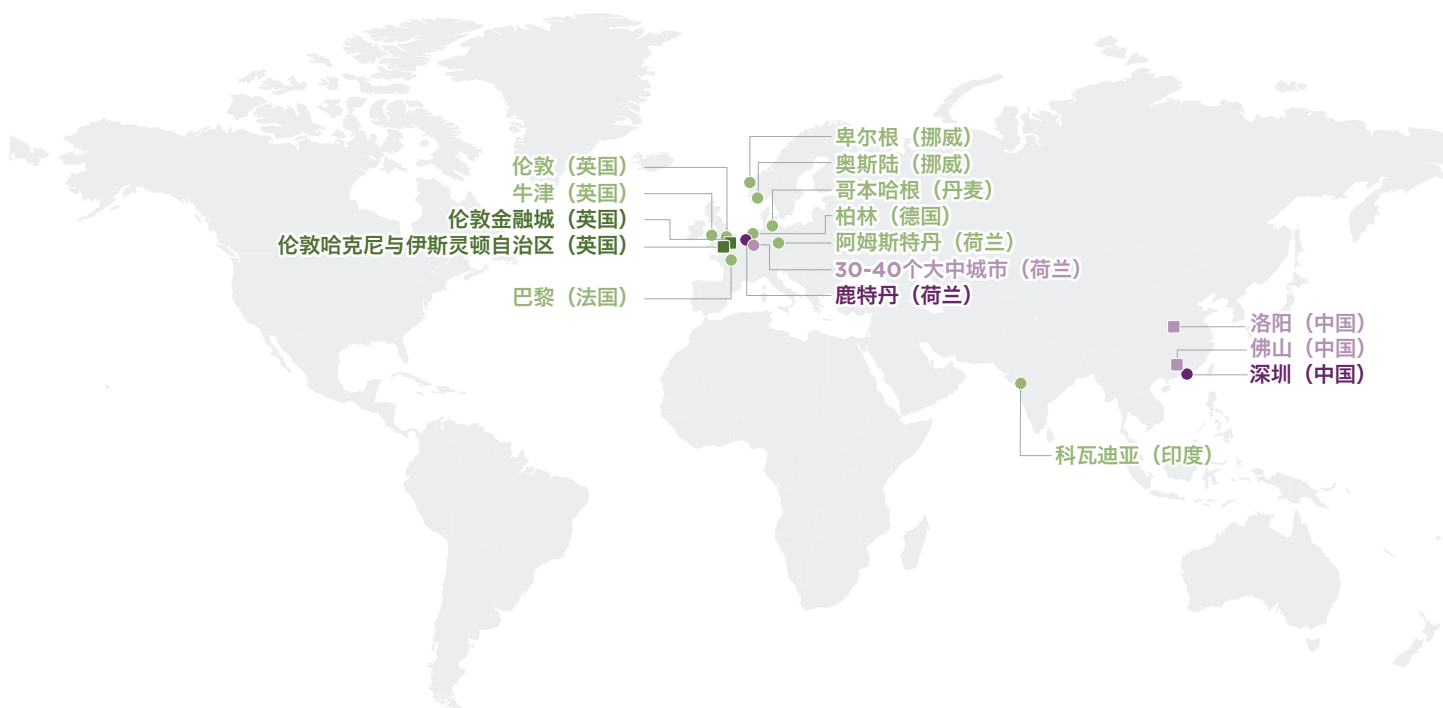 伦敦（英国）
牛津（英国）
伦敦金融城（英国）
伦敦哈克尼与伊斯灵顿自治区（英国）
巴黎（法国）
卑尔根（挪威）
奥斯陆（挪威）
哥本哈根（丹麦）
柏林（德国）
阿姆斯特丹（荷兰）
30-40个大中城市（荷兰）
鹿特丹（荷兰）
洛阳（中国）
佛山（中国）
深圳（中国）
科瓦迪亚（印度）